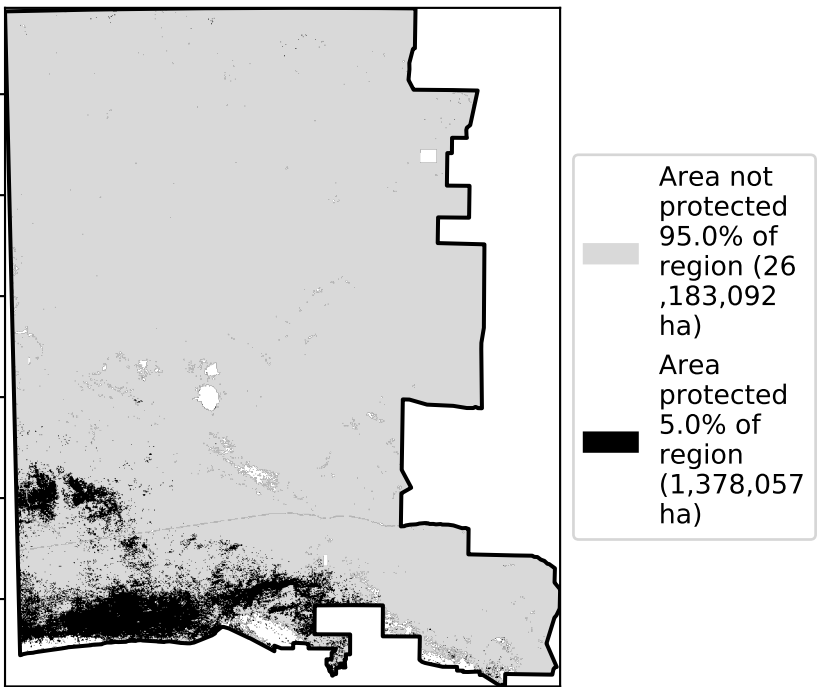 Area not
protected
95.0% of
region (26
,183,092
ha)
Area
protected
5.0% of
region
(1,378,057
ha)